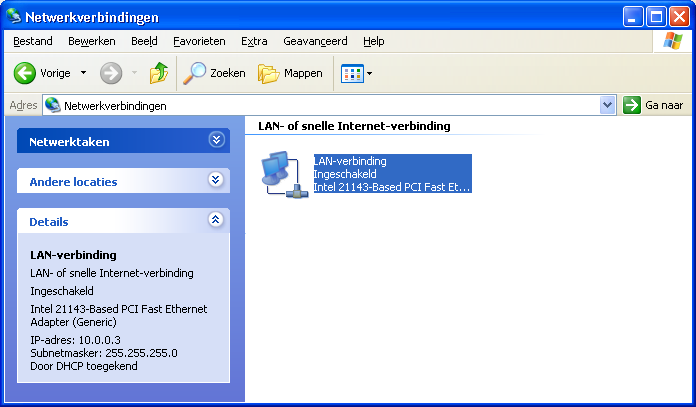 Netwerkverbindingen
Bestand Bewerken Beeld Favorieten Extra Geavanceerd Help
Vorige Zoeken Mappen
Adres Netwerkverbindingen Ga naar
Netwerktaken
Andere locaties
Details
LAN-verbinding
LAN- of snelle Internet-verbinding
Ingeschakeld
Intel 21143-Based PCI Fast Ethernet
Adapter (Generic)
IP-adres: 10.0.0.3
Subnetmasker: 255.255.255.0
Door DHCP toegekend
LAN- of snelle Internet-verbinding
LAN-verbinding
Ingeschakeld
Intel 21143-Based PCI Fast Et...